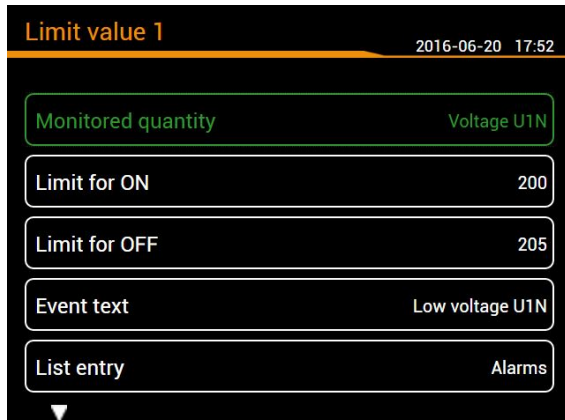 Limit value 1
2016-06-20 17:52
Monitored quantity Voltage U1N
Limit for ON 200
Limit for OFF 205
Event text Low voltage U1N
List entry Alarms